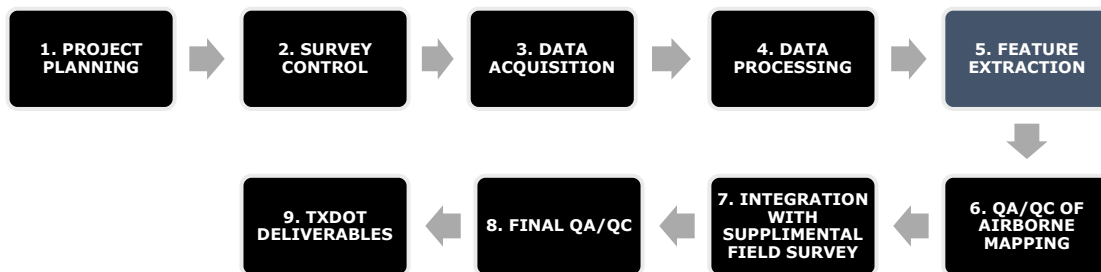 1. PROJECT
PLANNING
2. SURVEY
CONTROL
3. DATA
ACQUISITION
4. DATA
PROCESSING
5. FEATURE
EXTRACTION
6. QA/QC OF
AIRBORNE
MAPPING
7. INTEGRATION
WITH
SUPPLIMENTAL
FIELD SURVEY
8. FINAL QA/QC
9. TXDOT
DELIVERABLES